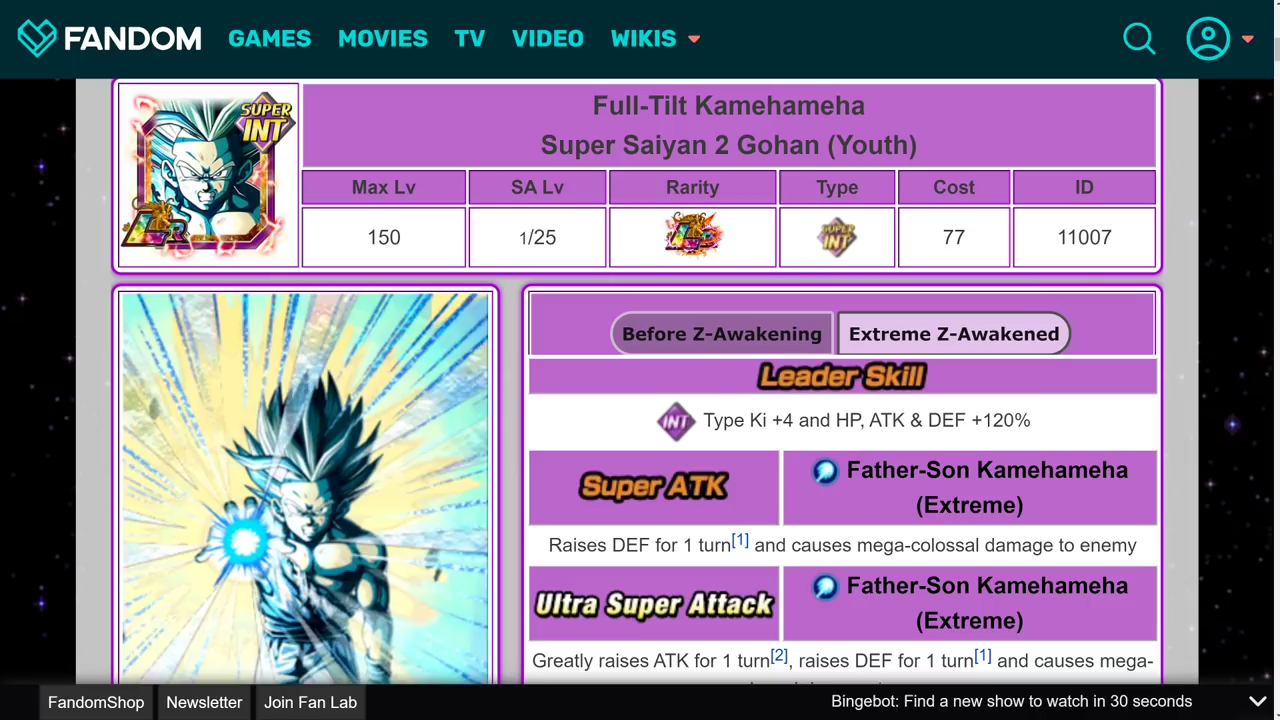 FANDOM GAMES MOVIES TV VIDEO WIKIS
SUPER INT
LR
Full-Tilt Kamehameha
Super Saiyan 2 Gohan (Youth)
Max Lv SA Lv Rarity Type Cost ID
150 1/25 LR SUPER INT 77 11007
Before Z-Awakening Extreme Z-Awakened
Leader Skill
INT Type Ki +4 and HP, ATK & DEF +120%
Super ATK
Father-Son Kamehameha
(Extreme)
Raises DEF for 1 turn[1] and causes mega-colossal damage to enemy
Ultra Super Attack
Father-Son Kamehameha
(Extreme)
Greatly raises ATK for 1 turn[2], raises DEF for 1 turn[1] and causes mega-
FandomShop Newsletter Join Fan Lab Bingebot: Find a new show to watch in 30 seconds